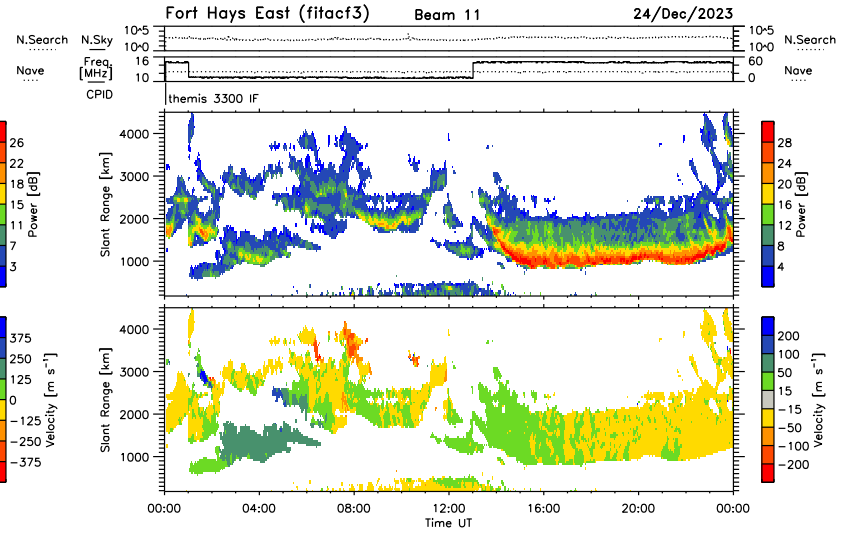 Fort Hays East (fitacf3) Beam 11 24/Dec/2023
N.Search N.Sky 10^5 10^0 10^5 10^0 N.Search
Nave Freq. [MHz] 16 10 60 0 Nave
CPID themis 3300 IF
26 22 18 15 11 7 3
Power [dB]
Slant Range [km]
4000
3000
2000
1000
28 24 20 16 12 8 4
Power [dB]
375 250 125 0 -125 -250 -375
Velocity [m s⁻¹]
Slant Range [km]
4000
3000
2000
1000
200 100 50 15 -15 -50 -100 -200
Velocity [m s⁻¹]
00:00 04:00 08:00 12:00 16:00 20:00 00:00
Time UT